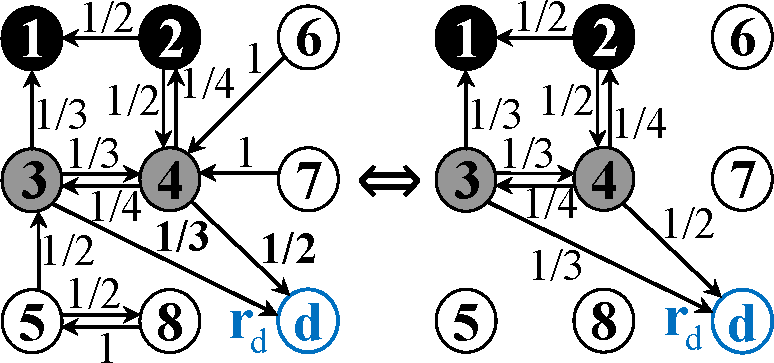 1 1/2 2 6 1/2 1 2 6
1/2 1/4 1 1/2 1/4
1/3 1/3
3 1/3 4 1 7 ⇔ 3 1/3 4 7
1/4 1/4
1/2 1/3 1/2 1/3 1/2
5 1/2 8 r_d d 5 8 r_d d
1